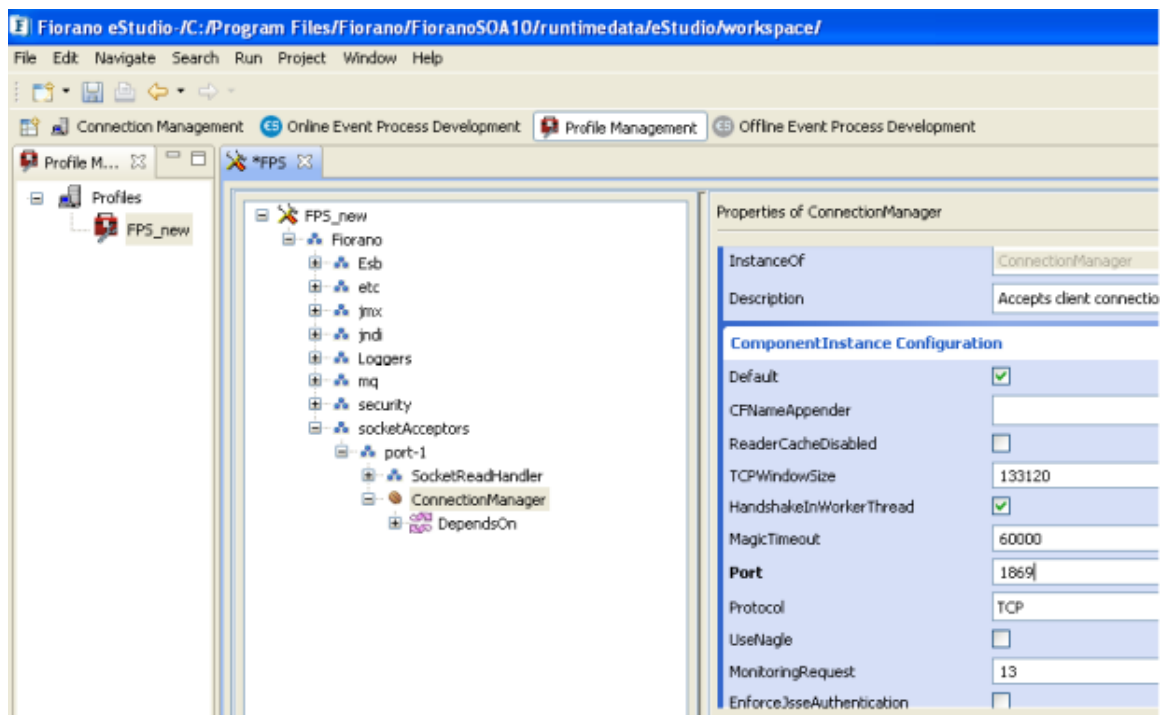 Fiorano eStudio-/C:/Program Files/Fiorano/FioranoSOA10/runtimedata/eStudio/workspace/
File Edit Navigate Search Run Project Window Help
Connection Management Online Event Process Development Profile Management Offline Event Process Development
Profile M... *FPS
Profiles
FPS_new
FPS_new
Fiorano
Esb
etc
jmx
jndi
Loggers
mq
security
socketAcceptors
port-1
SocketReadHandler
ConnectionManager
DependsOn
Properties of ConnectionManager
InstanceOf ConnectionManager
Description Accepts client connectio
ComponentInstance Configuration
Default
CFNameAppender
ReaderCacheDisabled
TCPWindowSize 133120
HandshakeInWorkerThread
MagicTimeout 60000
Port 1869
Protocol TCP
UseNagle
MonitoringRequest 13
EnforceJsseAuthentication